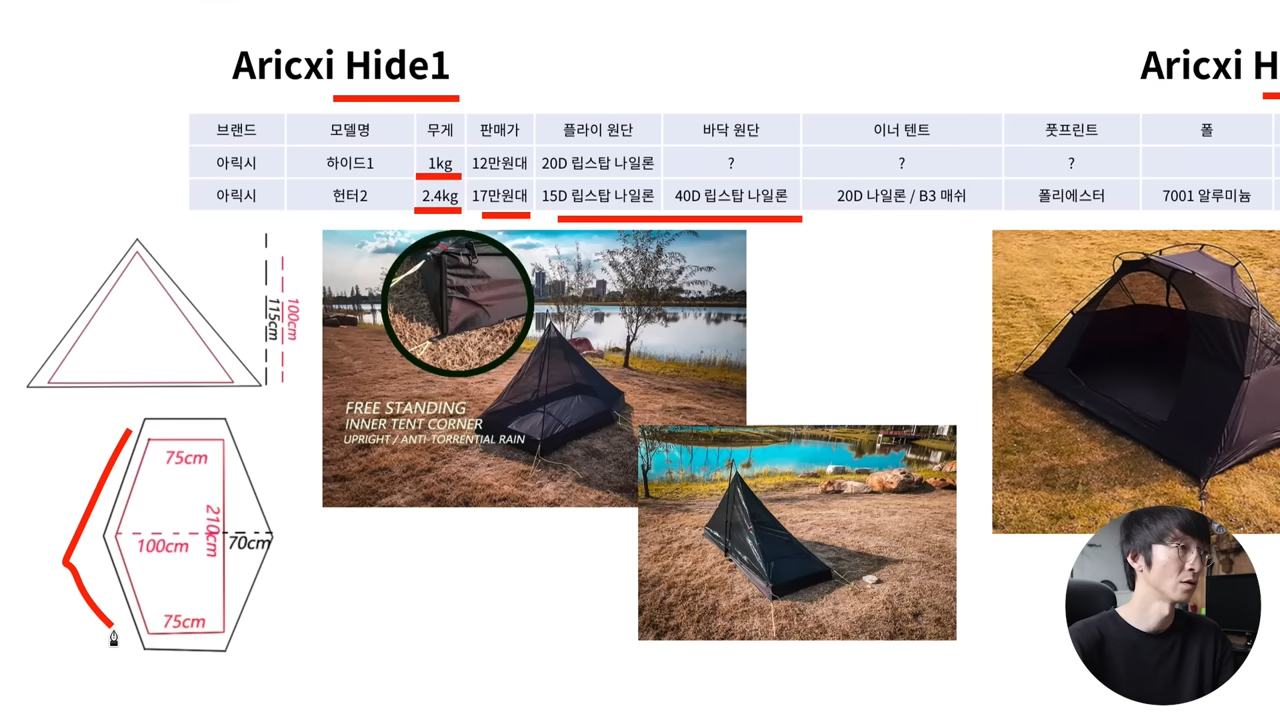 Aricxi Hide1
Aricxi H
브랜드 모델명 무게 판매가 플라이 원단 바닥 원단 이너 텐트 풋프린트 폴
아릭시 하이드1 1kg 12만원대 20D 립스탑 나일론 ? ? ?
아릭시 헌터2 2.4kg 17만원대 15D 립스탑 나일론 40D 립스탑 나일론 20D 나일론 / B3 매쉬 폴리에스터 7001 알루미늄
115cm
100cm
FREE STANDING
INNER TENT CORNER
UPRIGHT / ANTI-TORRENTIAL RAIN
75cm
210cm
100cm
70cm
75cm